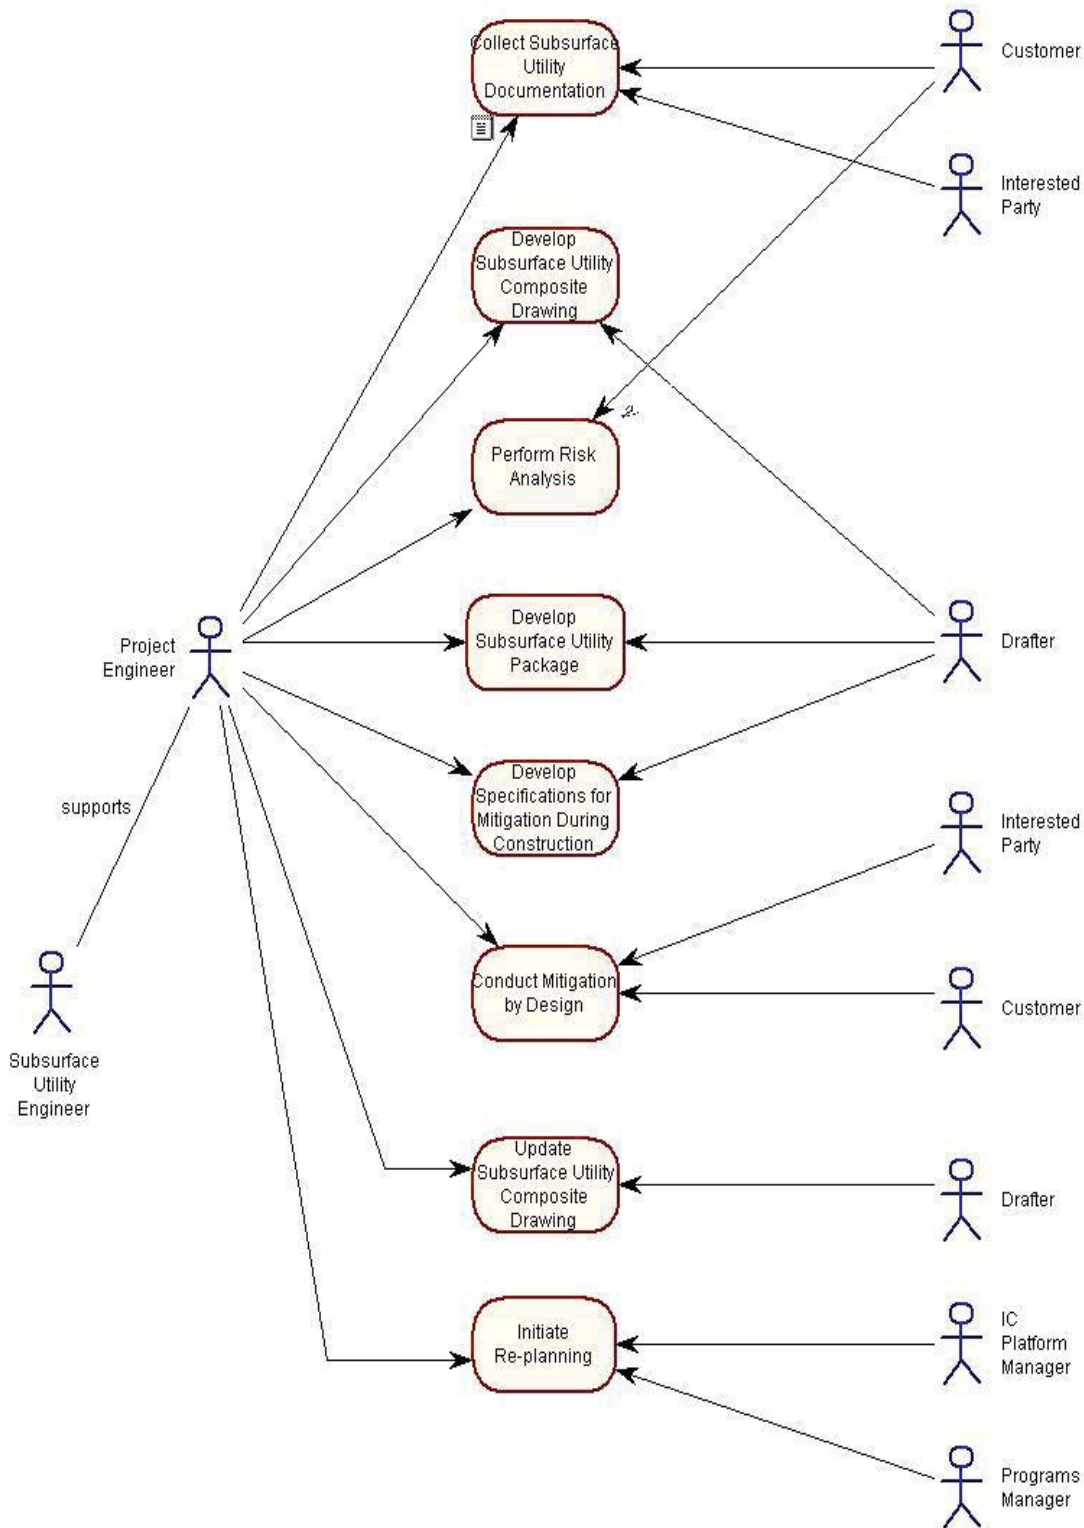 Collect Subsurface
Utility
Documentation
Customer
Interested
Party
Develop
Subsurface Utility
Composite
Drawing
Perform Risk
Analysis
Project
Engineer
Develop
Subsurface Utility
Package
Drafter
supports
Develop
Specifications for
Mitigation During
Construction
Interested
Party
Conduct Mitigation
by Design
Customer
Subsurface
Utility
Engineer
Update
Subsurface Utility
Composite
Drawing
Drafter
Initiate
Re-planning
IC
Platform
Manager
Programs
Manager